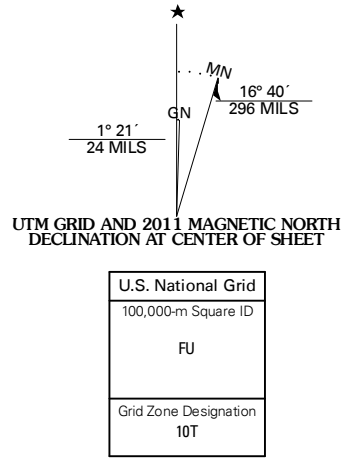 ★
MN
16° 40´
296 MILS
GN
1° 21´
24 MILS
UTM GRID AND 2011 MAGNETIC NORTH
DECLINATION AT CENTER OF SHEET
U.S. National Grid
100,000-m Square ID
FU
Grid Zone Designation
10T